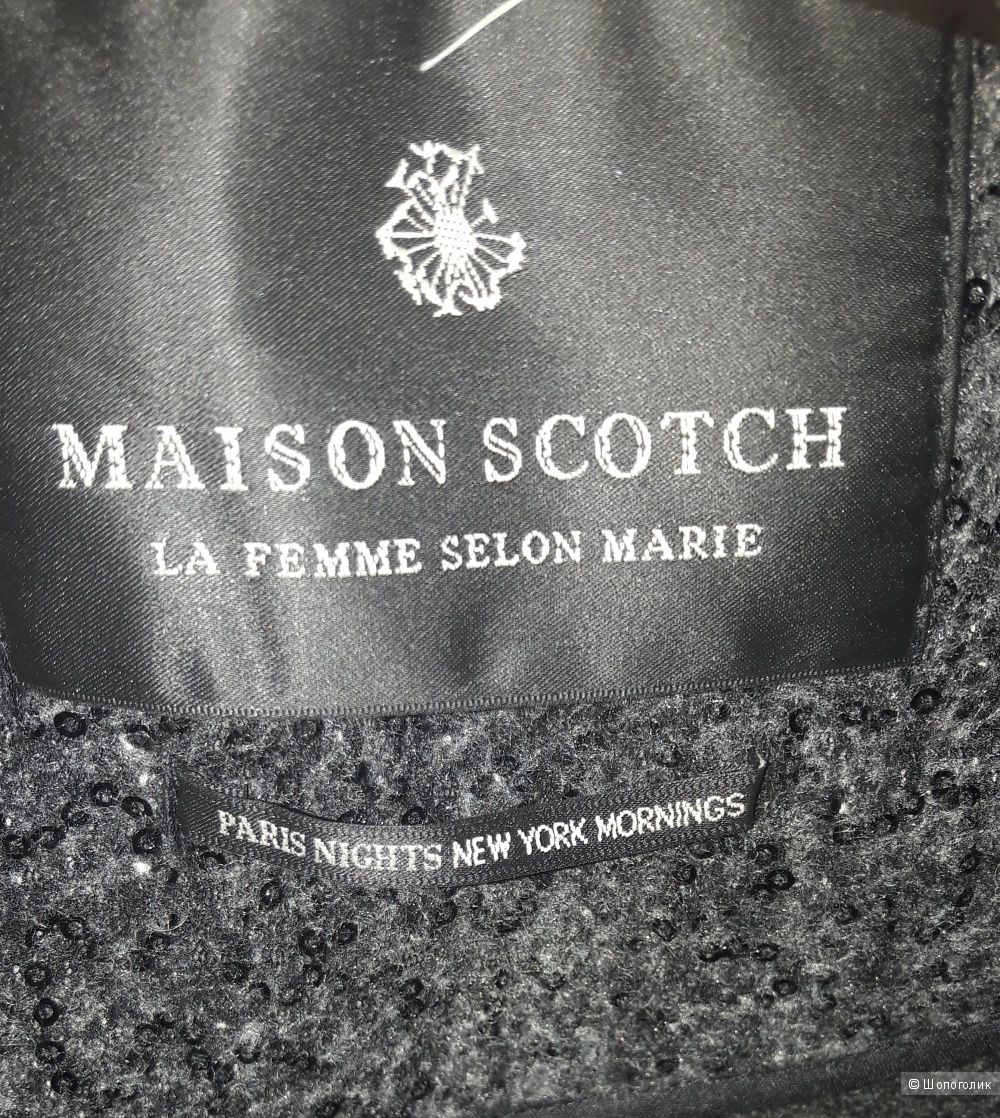 MAISON SCOTCH
LA FEMME SELON MARIE
PARIS NIGHTS NEW YORK MORNINGS
© Шопоголик